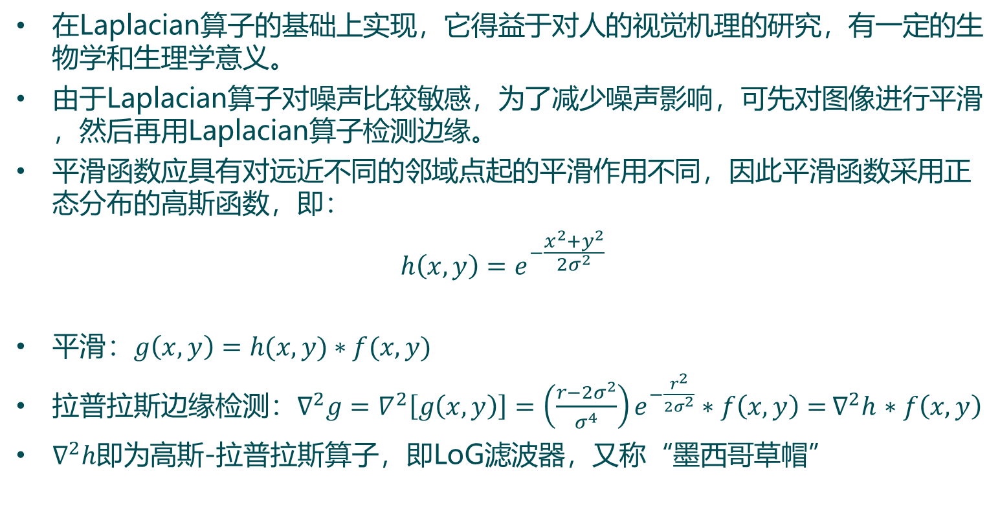 • 在Laplacian算子的基础上实现，它得益于对人的视觉机理的研究，有一定的生
物学和生理学意义。
• 由于Laplacian算子对噪声比较敏感，为了减少噪声影响，可先对图像进行平滑
，然后再用Laplacian算子检测边缘。
• 平滑函数应具有对远近不同的邻域点起的平滑作用不同，因此平滑函数采用正
态分布的高斯函数，即：
$h(x,y)=e^{-\frac{x^2+y^2}{2\sigma^2}}$
• 平滑：$g(x,y)=h(x,y)*f(x,y)$
• 拉普拉斯边缘检测：$\nabla^2 g=\nabla^2[g(x,y)]=\left(\frac{r-2\sigma^2}{\sigma^4}\right)e^{-\frac{r^2}{2\sigma^2}}*f(x,y)=\nabla^2 h*f(x,y)$
• $\nabla^2 h$即为高斯-拉普拉斯算子，即LoG滤波器，又称“墨西哥草帽”